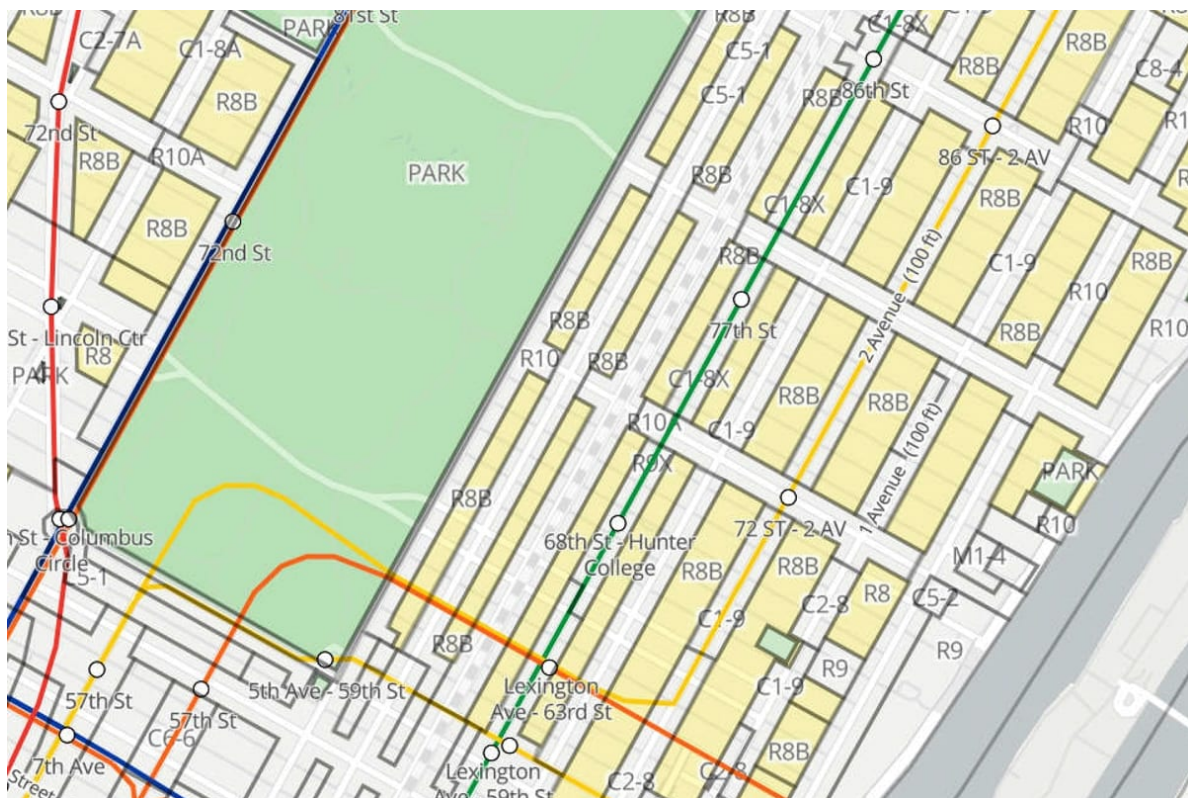 81st St
PARK
R8B
C1-8X
C2-7A
C1-8A
C5-1
R8B
C8-4
R8B
R8B
C5-1
R8B
86th St
72nd St
R10
R8B
R10A
86 ST - 2 AV
PARK
R8B
C1-9
R8B
C1-8X
R8B
72nd St
R8B
C1-9
R8B
2 Avenue (100 ft)
R10
77th St
R8B
R8B
R10
St - Lincoln Ctr
R8
R10
R8B
PARK
C1-8X
R8B
R8B
R10A
C1-9
1 Avenue (100 ft)
R9X
PARK
R8B
72 ST - 2 AV
R10
68th St - Hunter
College
St - Columbus
Circle
C5-1
M1-4
R8B
R8B
R8
C5-2
C2-8
C1-9
R8B
R9
R9
5th Ave - 59th St
Lexington
Ave - 63rd St
C1-9
57th St
57th St
C6-6
7th Ave
R8B
Lexington
Ave - 59th St
C2-8
C2-8
Street